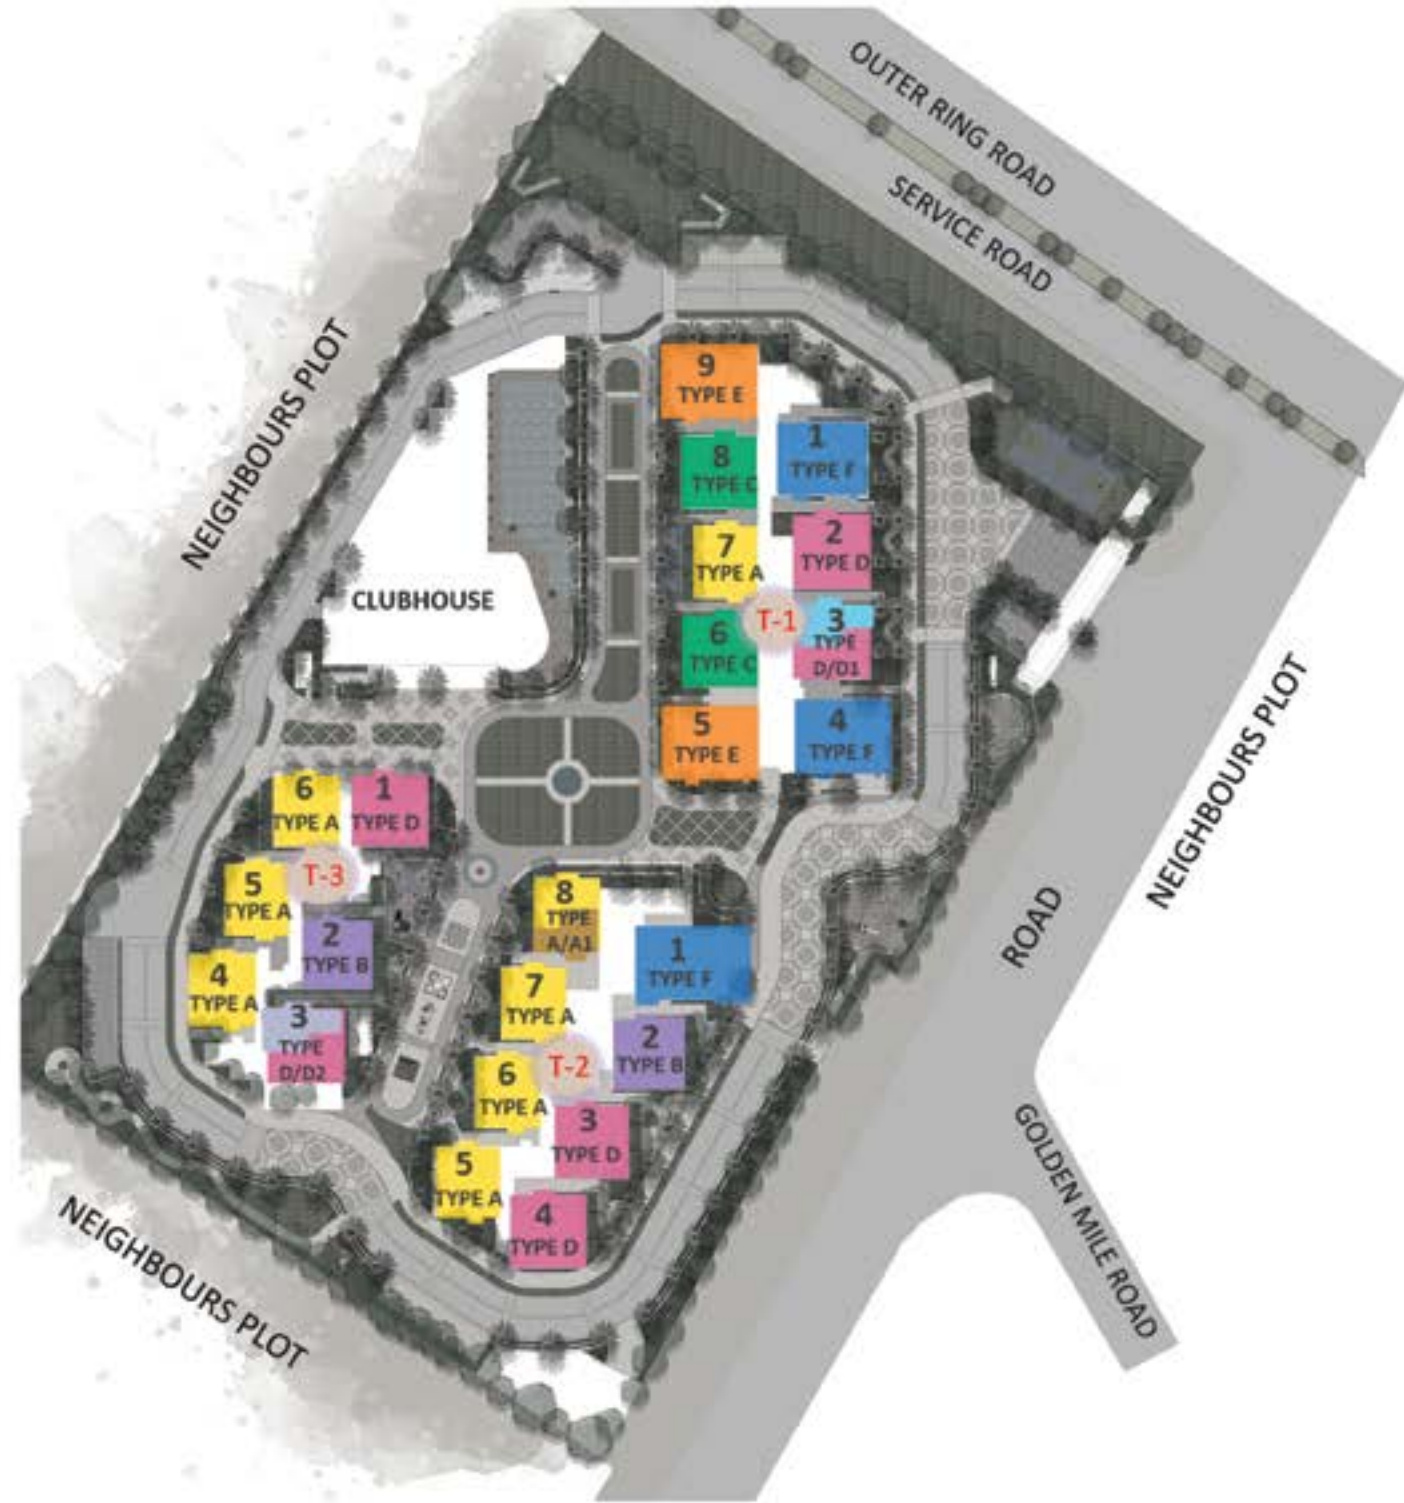 OUTER RING ROAD
SERVICE ROAD
NEIGHBOURS PLOT
9
TYPE E
1
TYPE F
8
TYPE C
2
TYPE D
7
TYPE A
CLUBHOUSE
T-1
3
TYPE
D/D1
6
TYPE C
5
TYPE E
4
TYPE F
NEIGHBOURS PLOT
6
TYPE A
1
TYPE D
T-3
5
TYPE A
2
TYPE B
4
TYPE A
3
TYPE
D/D2
8
TYPE
A/A1
1
TYPE F
7
TYPE A
2
TYPE B
T-2
6
TYPE A
3
TYPE D
5
TYPE A
4
TYPE D
ROAD
GOLDEN MILE ROAD
NEIGHBOURS PLOT